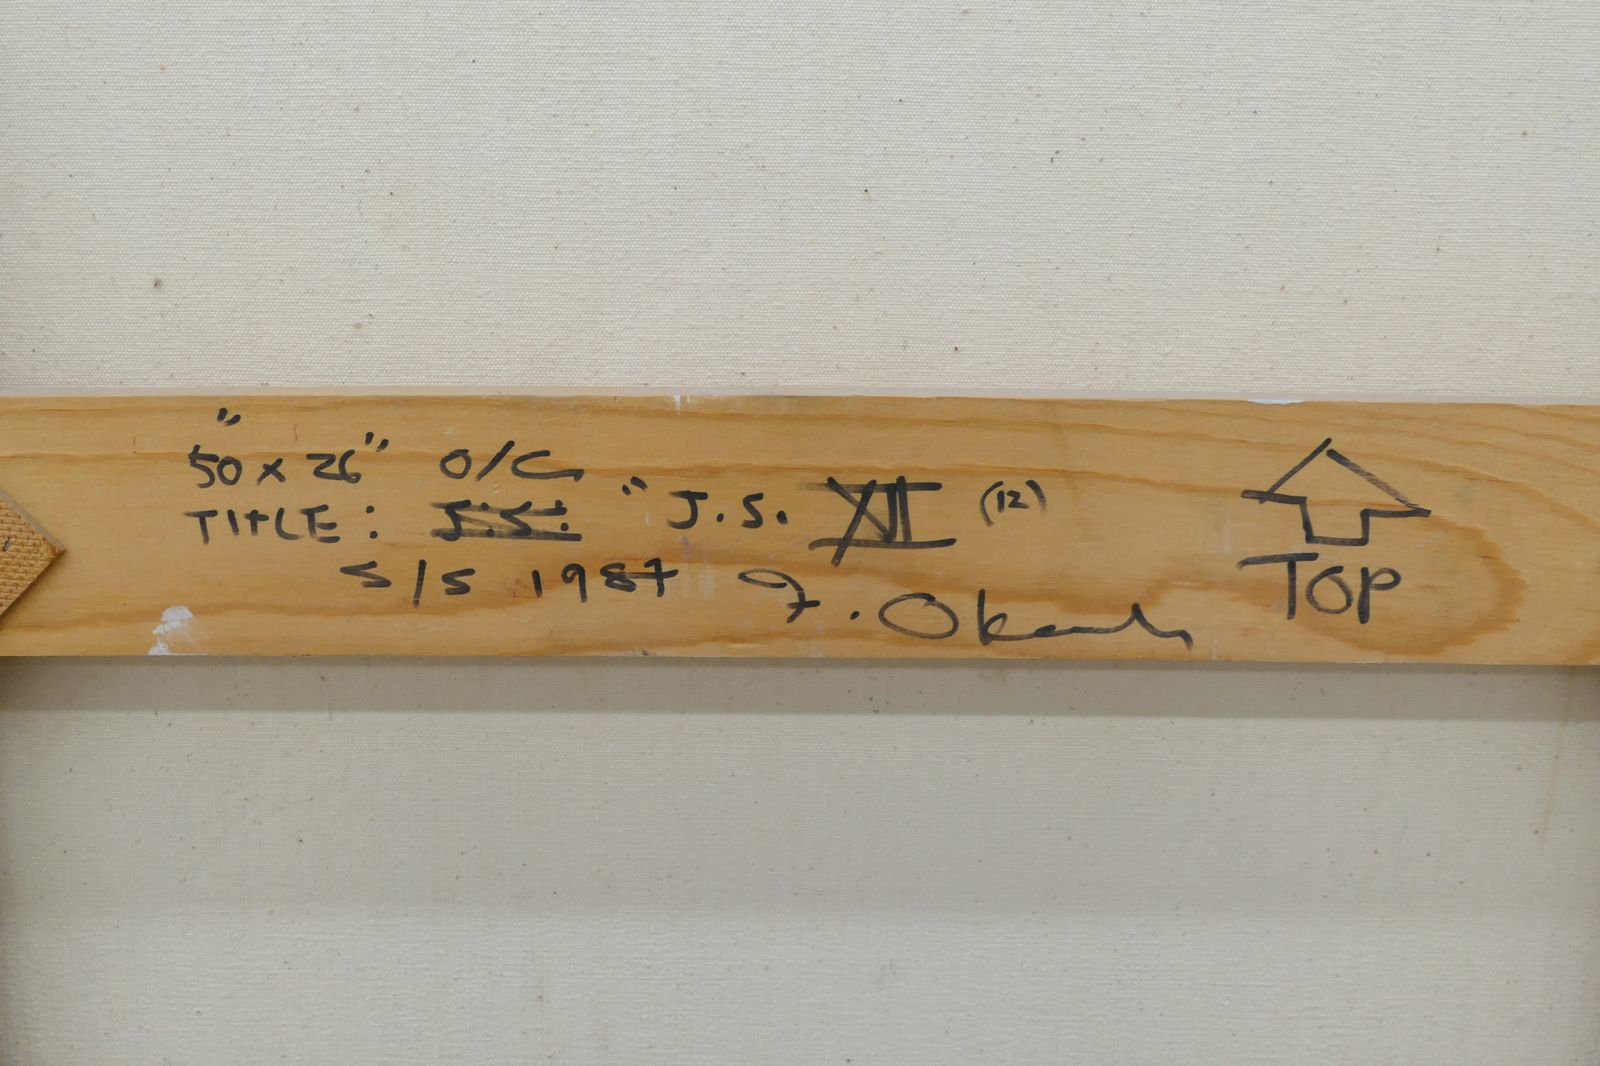 50" x 26" O/C
TITLE: J.S. " J.S. XII (12)
5/5 1987
TOP